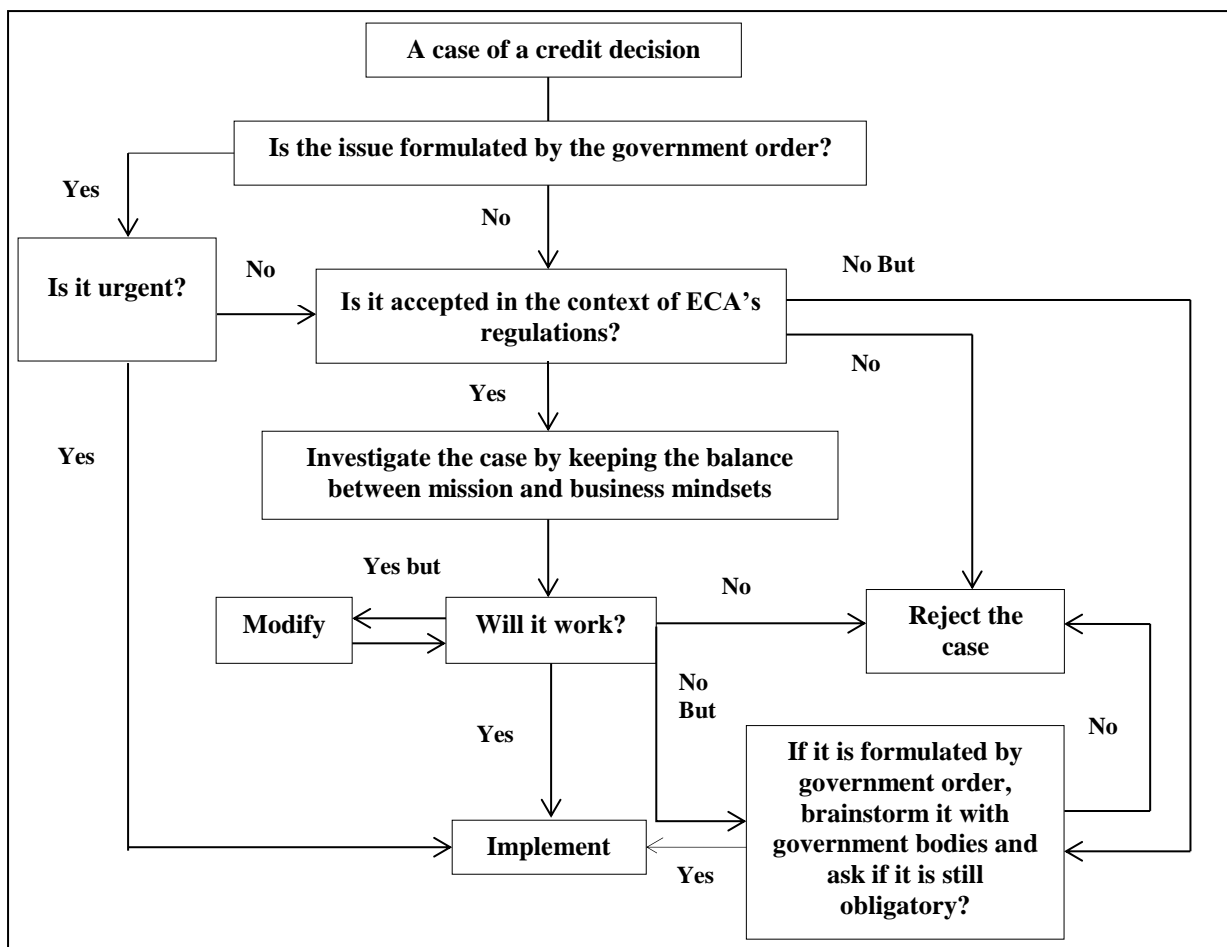 A case of a credit decision
Is the issue formulated by the government order?
Yes
No
Is it urgent?
No
No But
Is it accepted in the context of ECA’s
regulations?
No
Yes
Yes
Investigate the case by keeping the balance
between mission and business mindsets
Yes but
No
Modify
Will it work?
Reject the
case
No
But
Yes
No
If it is formulated by
government order,
brainstorm it with
government bodies and
ask if it is still
obligatory?
Implement
Yes